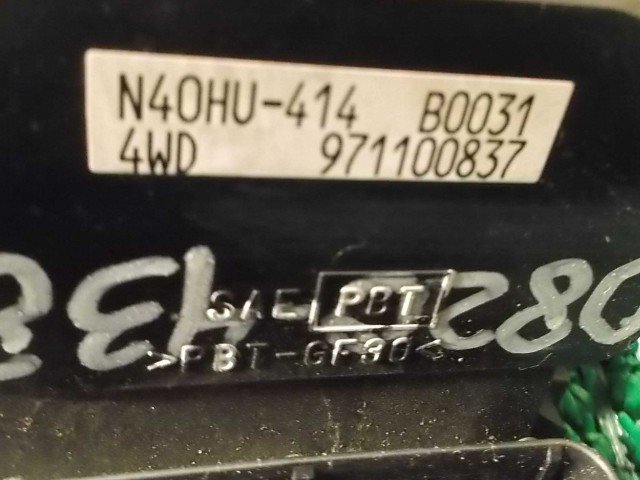 N40HU-414 B0031
4WD 971100837
SAE PBT
>PBT-GF30<